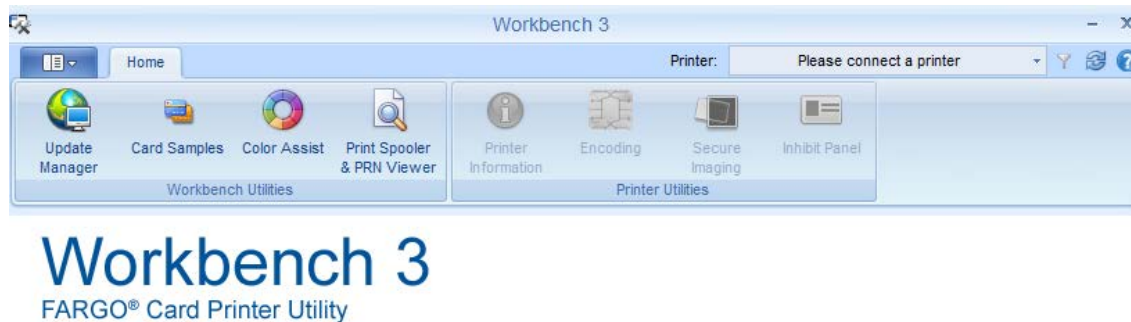 Workbench 3
Home
Printer: Please connect a printer
Update Manager
Card Samples
Color Assist
Print Spooler & PRN Viewer
Workbench Utilities
Printer Information
Encoding
Secure Imaging
Inhibit Panel
Printer Utilities
Workbench 3
FARGO® Card Printer Utility